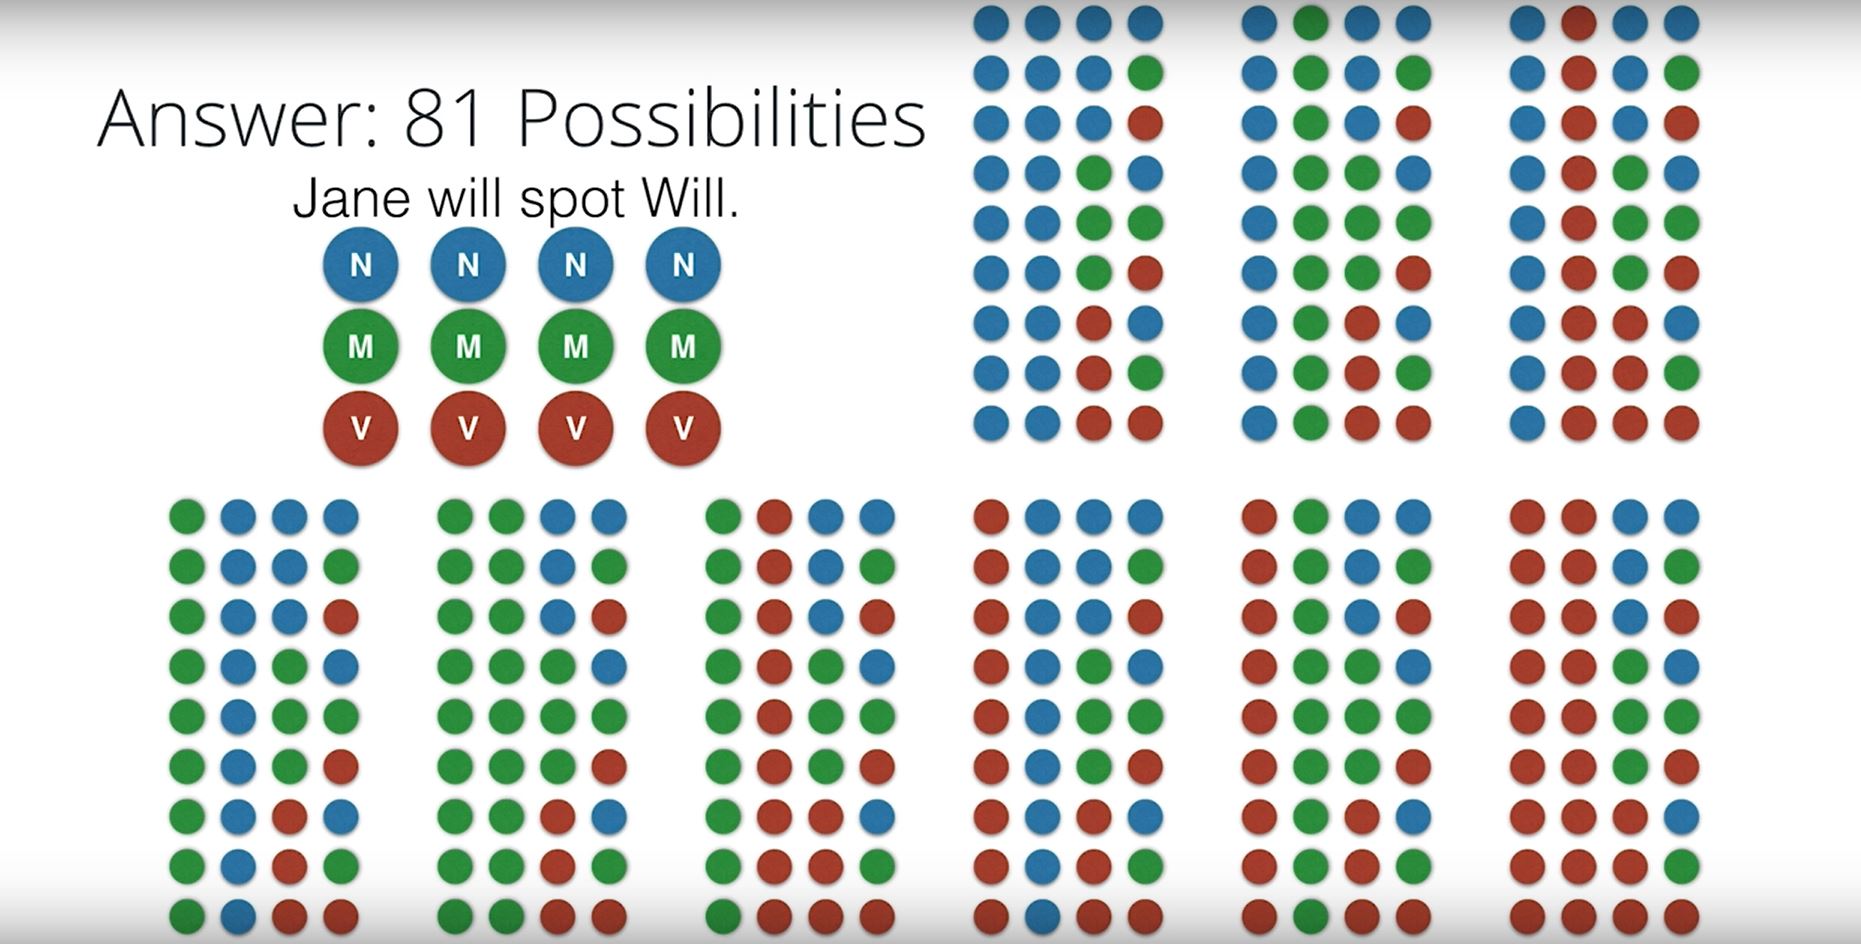 Answer: 81 Possibilities
Jane will spot Will.
N N N N
M M M M
V V V V